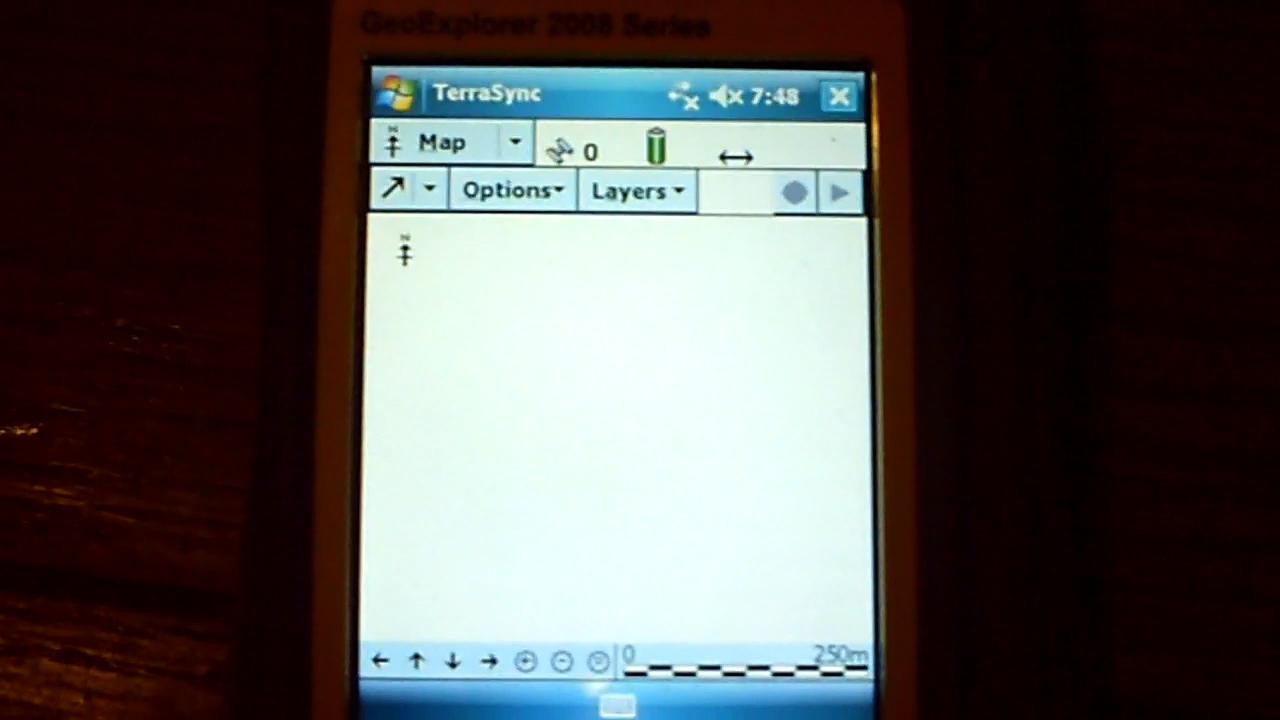 GeoExplorer 2008 Series
TerraSync 7:48
Map 0
Options Layers
N
0 250m